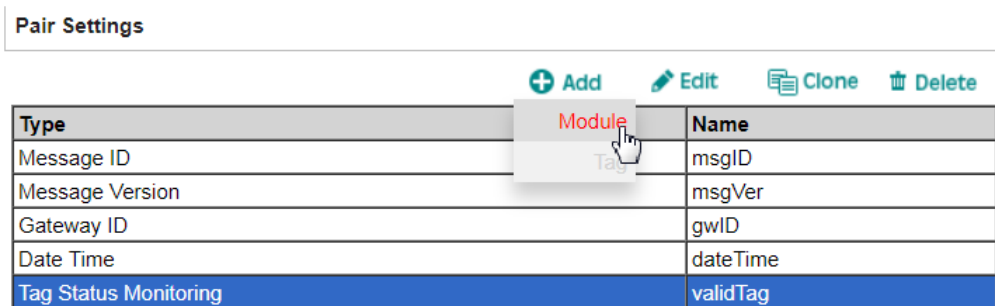 Pair Settings
Add Edit Clone Delete
Type Module Name
Message ID Tag msgID
Message Version msgVer
Gateway ID gwID
Date Time dateTime
Tag Status Monitoring validTag